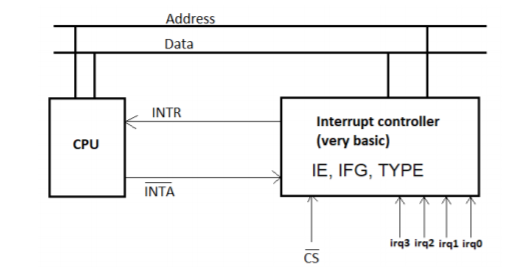 Address
Data
INTR
CPU
Interrupt controller
(very basic)
IE, IFG, TYPE
INTA
irq3 irq2 irq1 irq0
CS